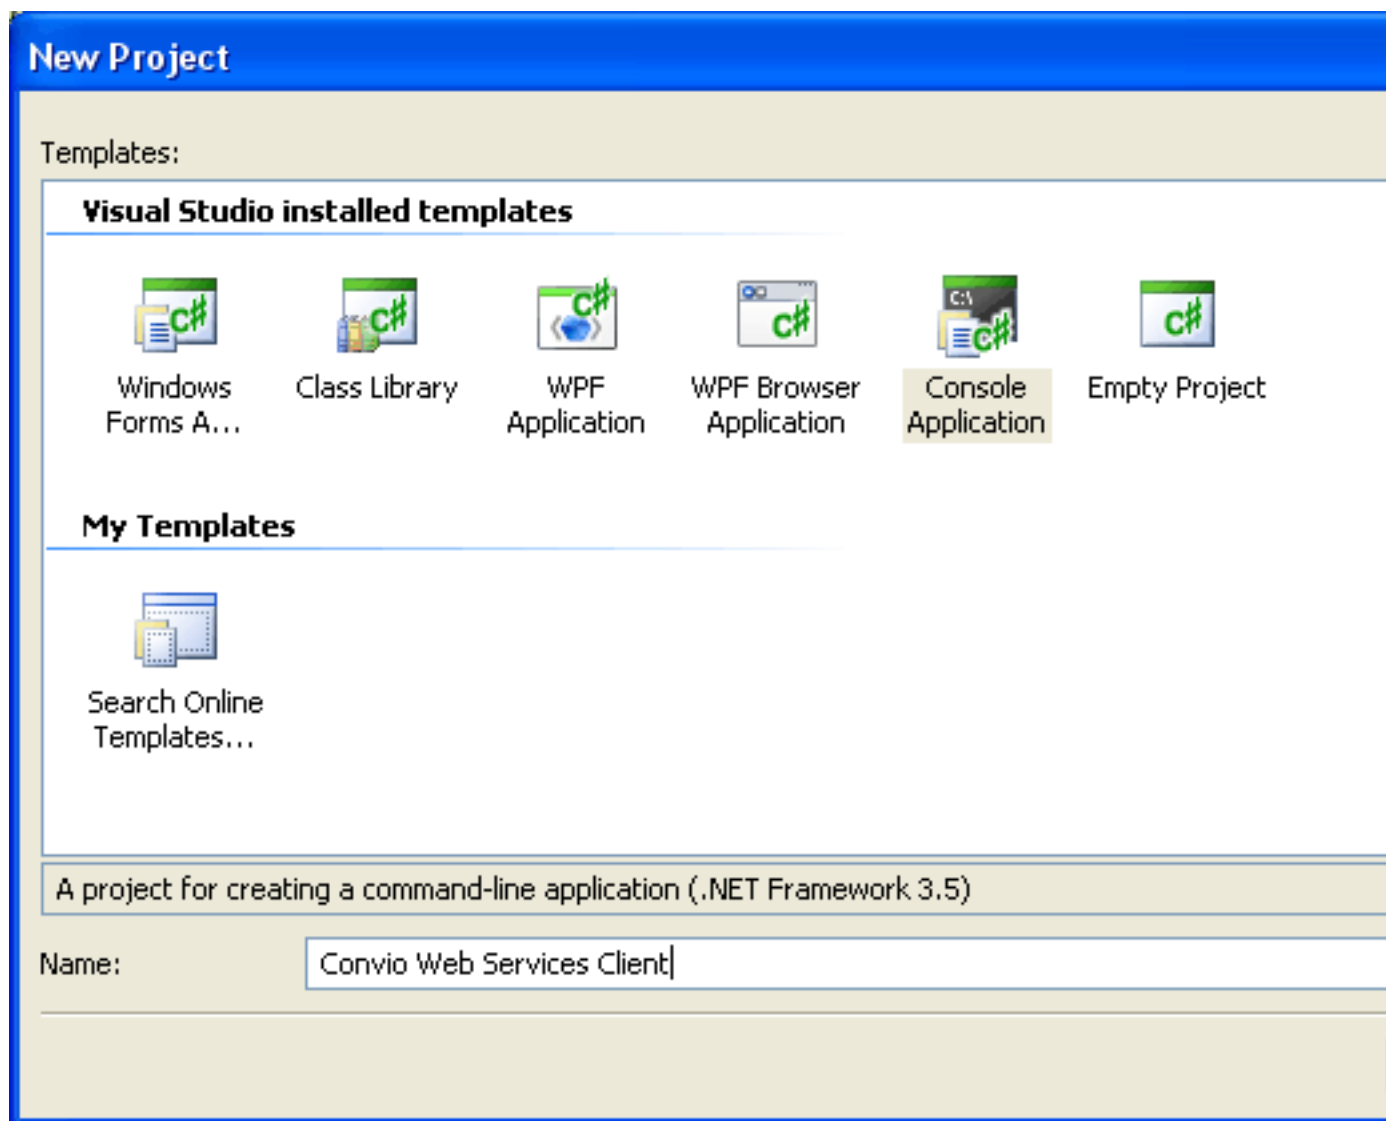 New Project
Templates:
Visual Studio installed templates
C# C# C# C# C:\ C# C#
Windows Forms A...
Class Library
WPF Application
WPF Browser Application
Console Application
Empty Project
My Templates
Search Online Templates...
A project for creating a command-line application (.NET Framework 3.5)
Name: Convio Web Services Client